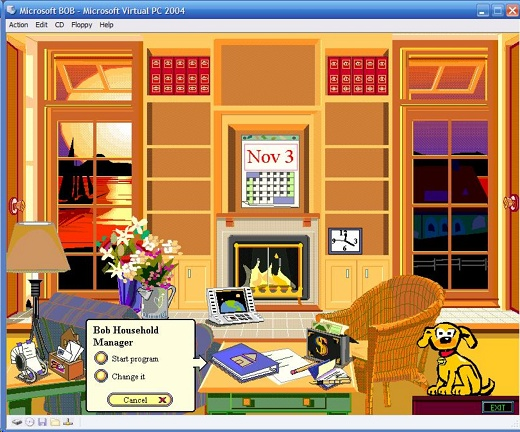 Microsoft BOB - Microsoft Virtual PC 2004
Action Edit CD Floppy Help
Nov 3
Bob Household
Manager
Start program
Change it
Cancel
$
EXIT